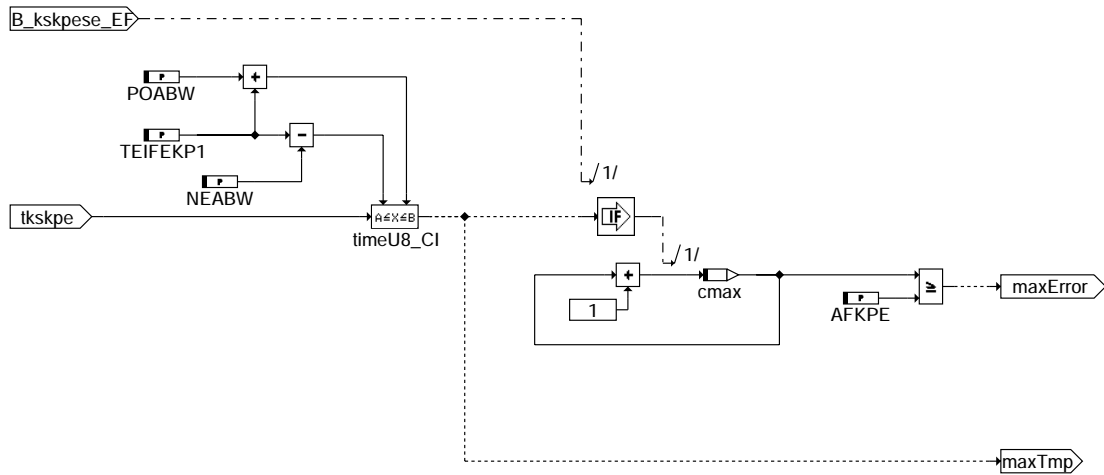 B_kskpese_EF
P
POABW
+
P
TEIFEKP1
−
P
NEABW
/1/
tkskpe
A≤X≤B
timeU8_CI
IF
/1/
+
cmax
1
P
AFKPE
≥
maxError
maxTmp